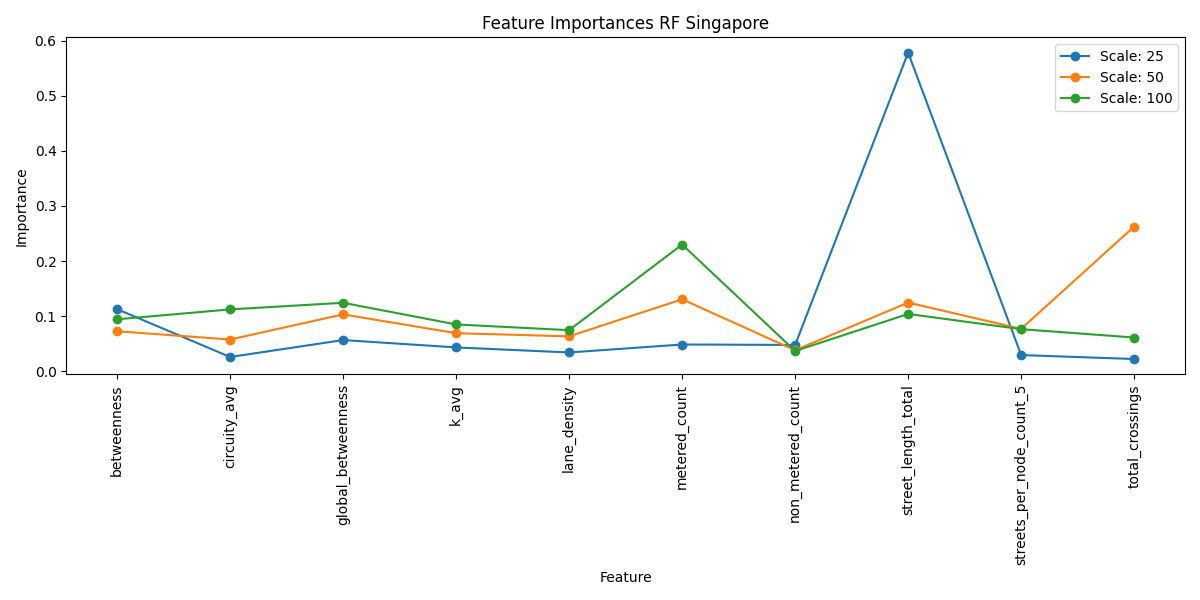 Feature Importances RF Singapore
Importance
0.6
0.5
0.4
0.3
0.2
0.1
0.0
Scale: 25
Scale: 50
Scale: 100
betweenness
circuity_avg
global_betweenness
k_avg
lane_density
metered_count
non_metered_count
street_length_total
streets_per_node_count_5
total_crossings
Feature